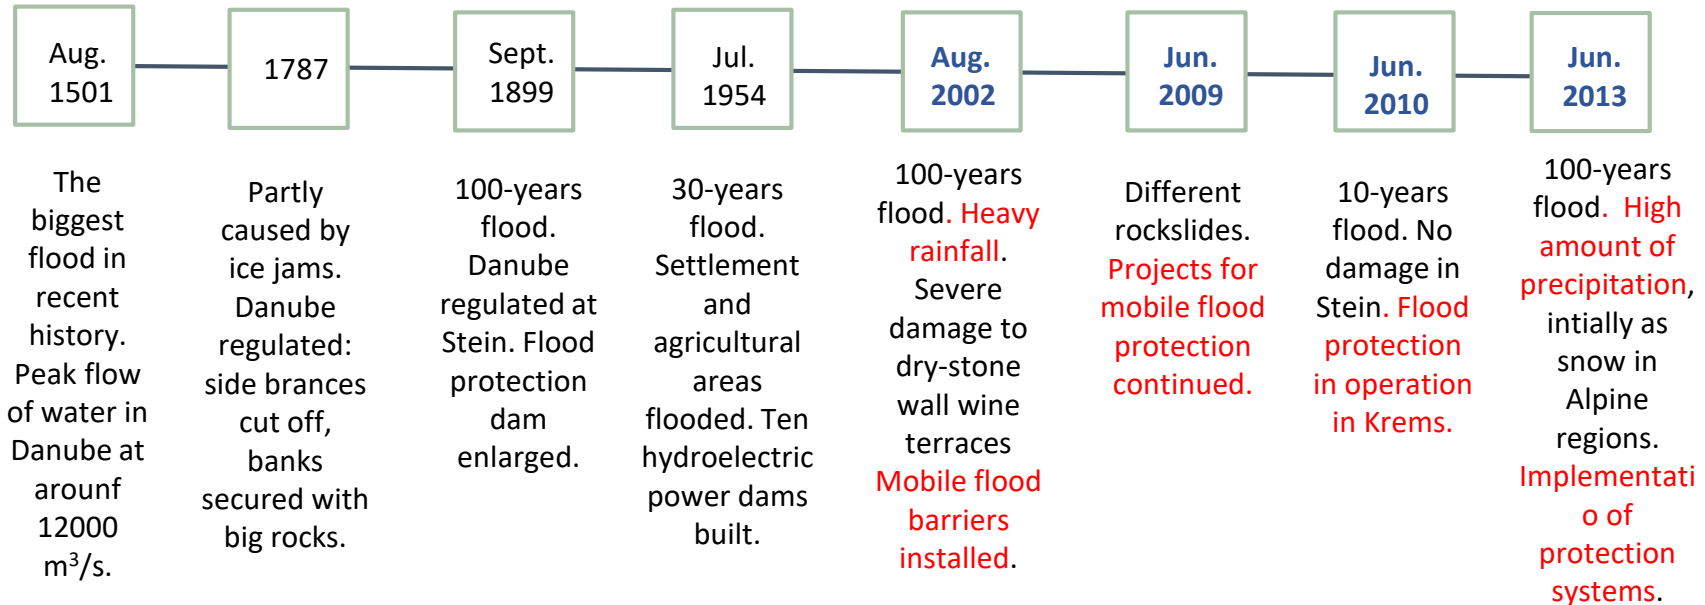 Aug.
1501
1787
Sept.
1899
Jul.
1954
Aug.
2002
Jun.
2009
Jun.
2010
Jun.
2013
The
biggest
flood in
recent
history.
Peak flow
of water in
Danube at
arounf
12000
m³/s.
Partly
caused by
ice jams.
Danube
regulated:
side brances
cut off,
banks
secured with
big rocks.
100-years
flood.
Danube
regulated at
Stein. Flood
protection
dam
enlarged.
30-years
flood.
Settlement
and
agricultural
areas
flooded. Ten
hydroelectric
power dams
built.
100-years
flood. Heavy
rainfall.
Severe
damage to
dry-stone
wall wine
terraces
Mobile flood
barriers
installed.
Different
rockslides.
Projects for
mobile flood
protection
continued.
10-years
flood. No
damage in
Stein. Flood
protection
in operation
in Krems.
100-years
flood. High
amount of
precipitation,
intially as
snow in
Alpine
regions.
Implementati
o of
protection
systems.